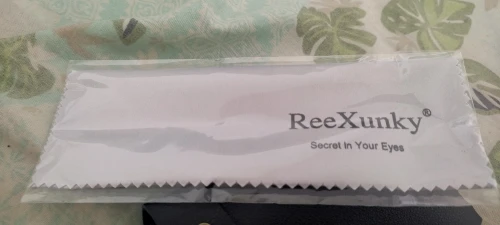 ReeXunky®
Secret in Your Eyes